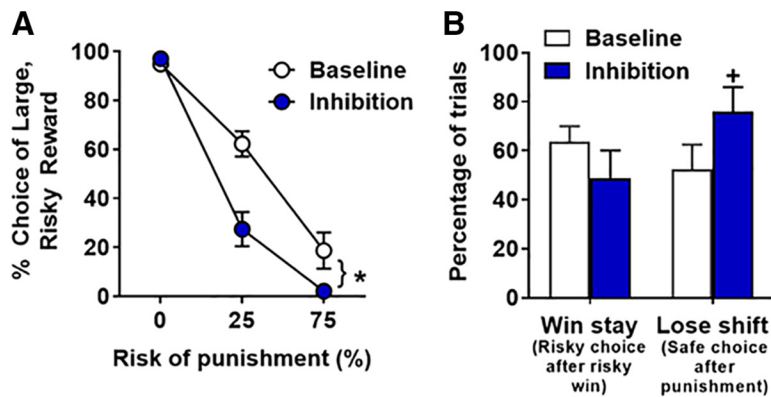 A
% Choice of Large,
Risky Reward
100
80
60
40
20
0
Baseline
Inhibition
*
0 25 75
Risk of punishment (%)
B
Percentage of trials
100
80
60
40
20
0
Baseline
Inhibition
+
Win stay
(Risky choice
after risky
win)
Lose shift
(Safe choice
after
punishment)